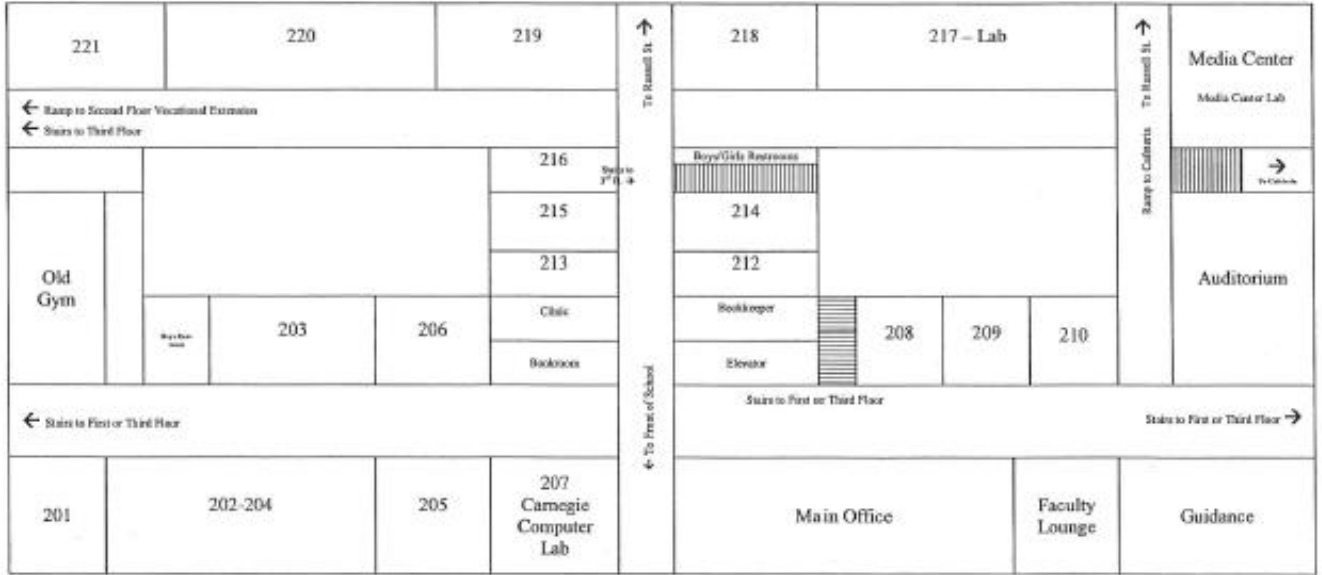 221
220
219
↑
To Russell St.
218
217 – Lab
↑
To Russell St.
Media Center
Media Center Lab
← Ramp to Second Floor Vocational Extension
← Stairs to Third Floor
216
Stairs to
3rd Fl. →
Boys/Girls Restrooms
Ramp to Cafeteria
→
215
214
213
212
Old
Gym
Auditorium
203
206
Clinic
Bookkeeper
208
209
210
Bookroom
Elevator
← To Front of School
Stairs to First or Third Floor
← Stairs to First or Third Floor
Stairs to First or Third Floor →
201
202-204
205
207
Carnegie
Computer
Lab
Main Office
Faculty
Lounge
Guidance